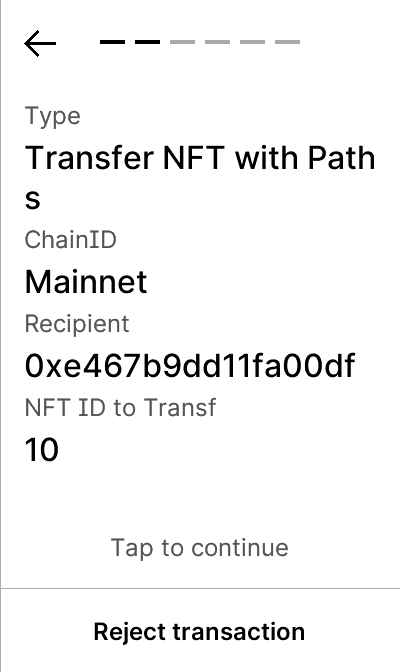 Type
Transfer NFT with Path
s
ChainID
Mainnet
Recipient
0xe467b9dd11fa00df
NFT ID to Transf
10
Tap to continue
Reject transaction